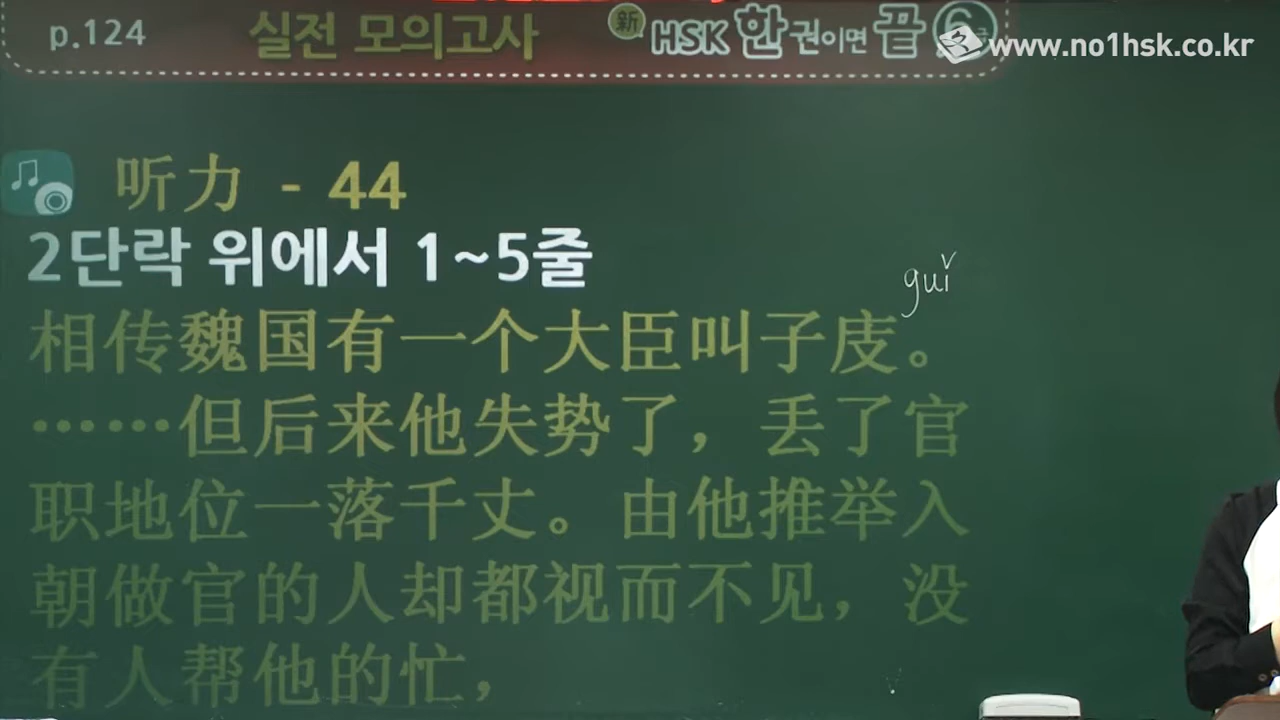 p.124 실전 모의고사 新 HSK 한 권이면 끝 6급 www.no1hsk.co.kr
听力 - 44
2단락 위에서 1~5줄
guǐ
相传魏国有一个大臣叫子庋。
……但后来他失势了，丢了官
职地位一落千丈。由他推举入
朝做官的人却都视而不见，没
有人帮他的忙，